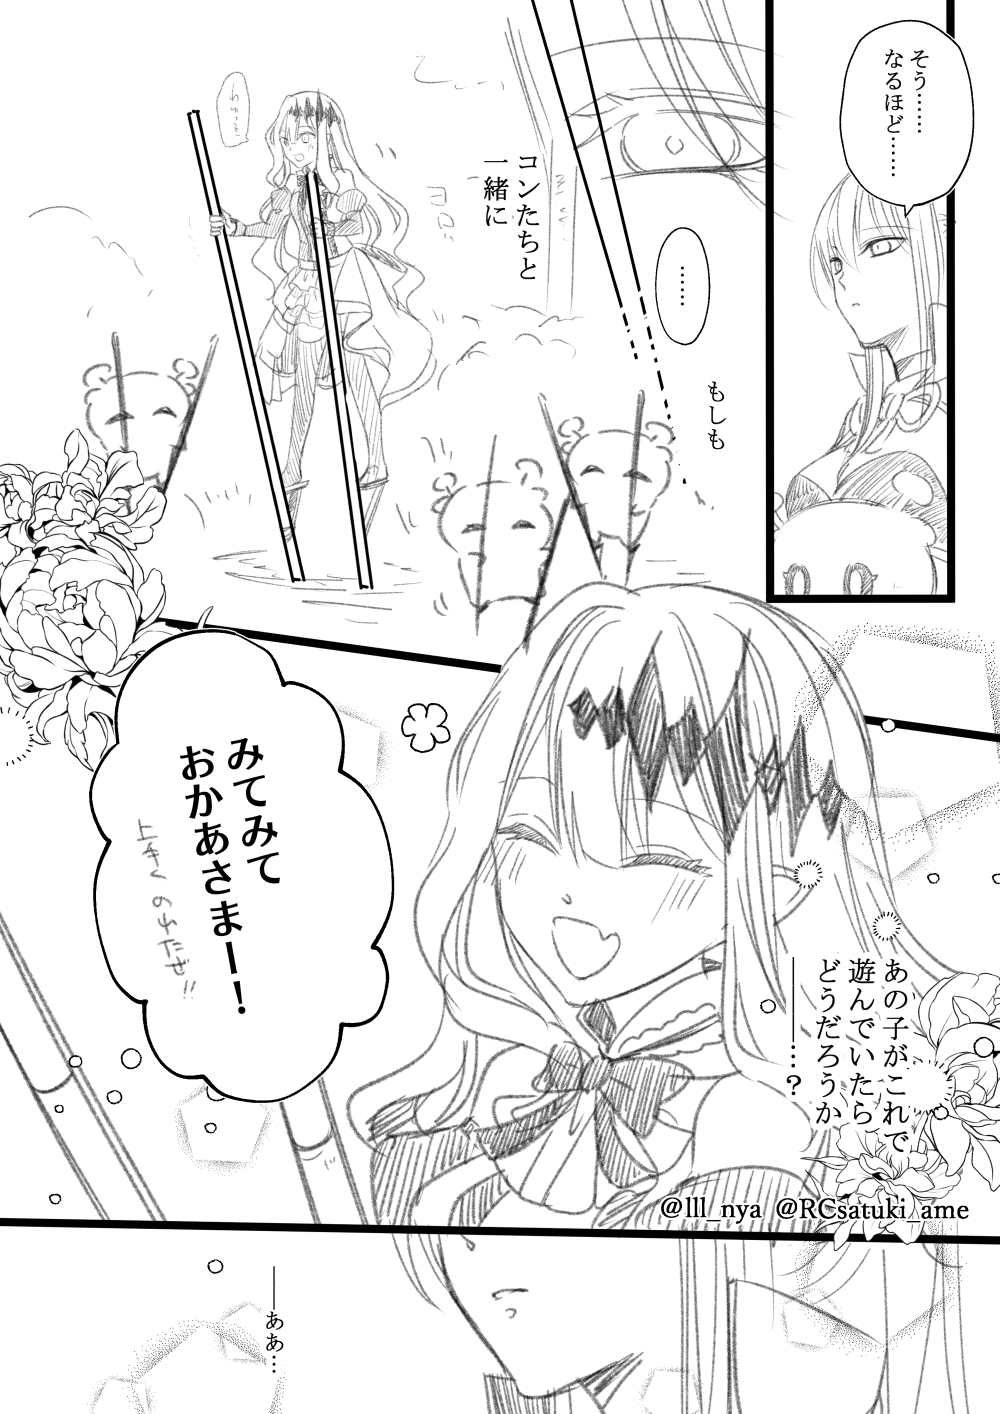 そう……
なるほど……
……
もしも
コンたちと
一緒に
ヨロ
みてみて
おかあさまー！
上手く のれたぜ!!
あの子がこれで
遊んでいたら
どうだろうか
――…？
@lll_nya @RCsatuki_ame
――ああ…